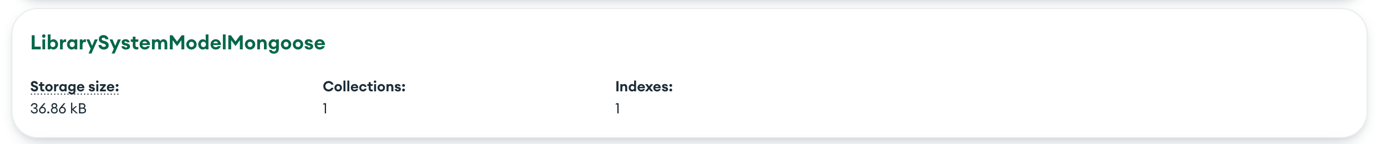 LibrarySystemModelMongoose
Storage size: Collections: Indexes:
36.86 kB 1 1